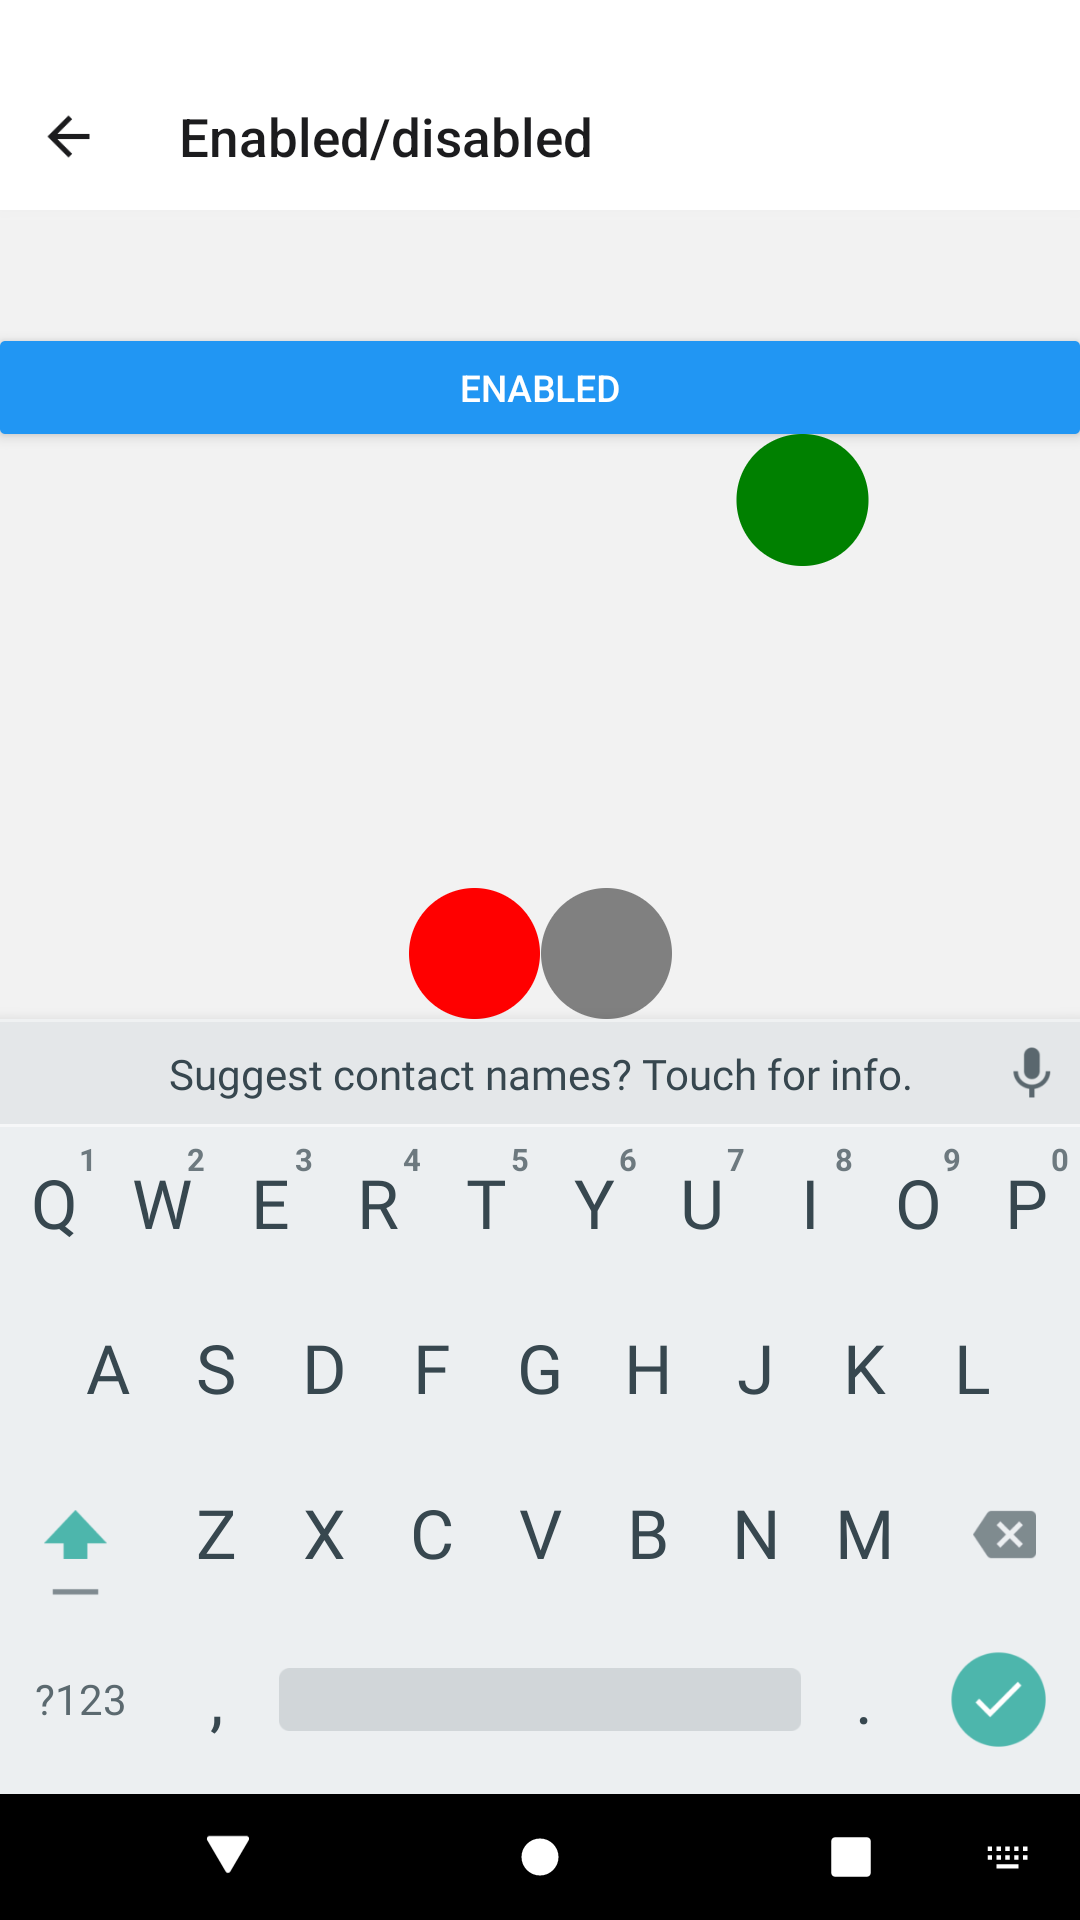 Enabled/disabled
ENABLED
Suggest contact names? Touch for info.
1 2 3 4 5 6 7 8 9 0
Q W E R T Y U I O P
A S D F G H J K L
Z X C V B N M
?123 , .